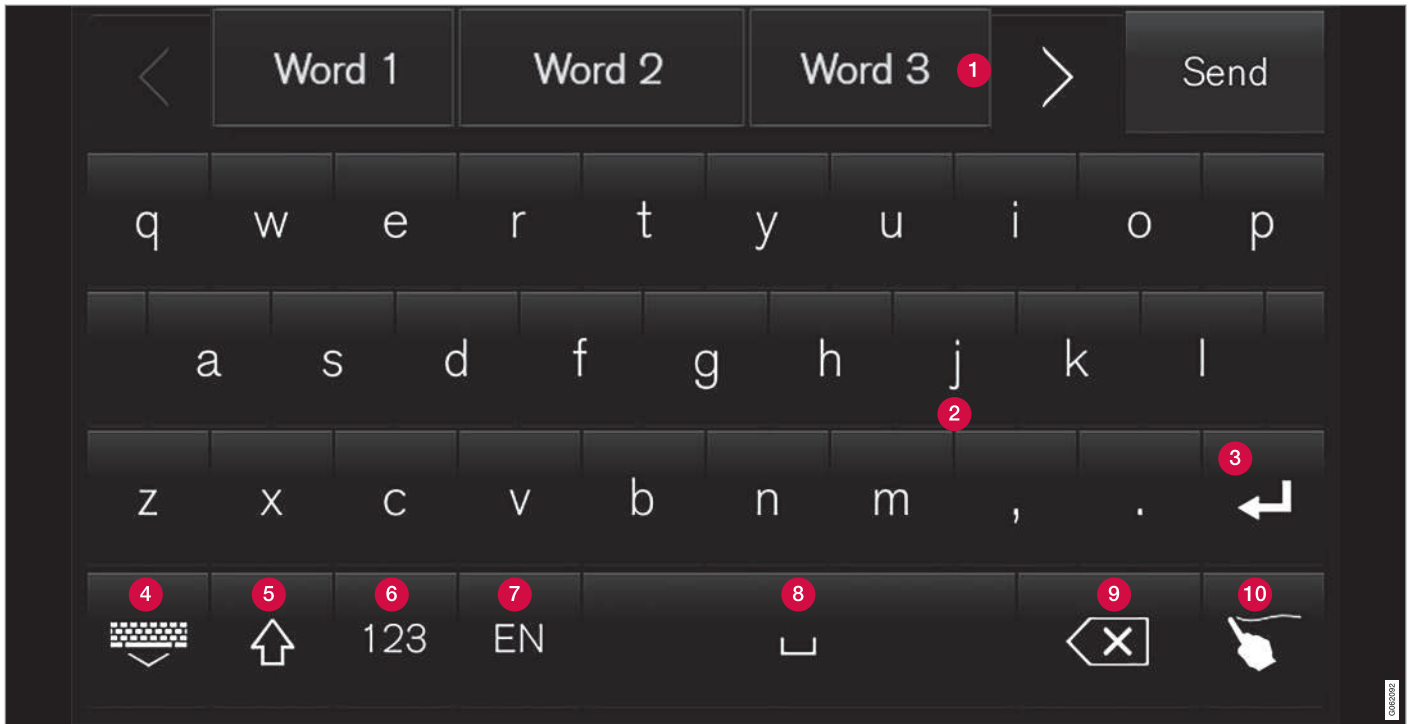 Word 1 Word 2 Word 3 1 Send
q w e r t y u i o p
a s d f g h j k l
2
3
z x c v b n m , .
4 5 6 7 8 9 10
123 EN
G062092